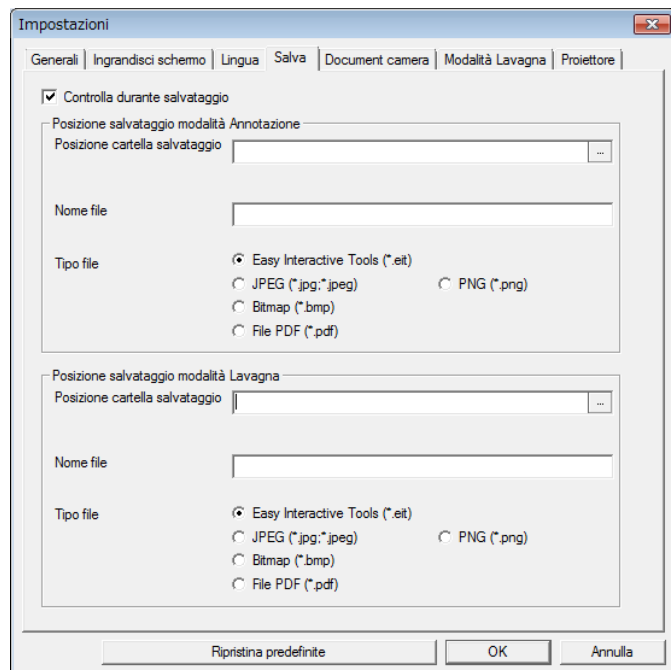 Impostazioni
Generali Ingrandisci schermo Lingua Salva Document camera Modalità Lavagna Proiettore
Controlla durante salvataggio
Posizione salvataggio modalità Annotazione
Posizione cartella salvataggio ...
Nome file
Tipo file Easy Interactive Tools (*.eit)
JPEG (*.jpg;*.jpeg) PNG (*.png)
Bitmap (*.bmp)
File PDF (*.pdf)
Posizione salvataggio modalità Lavagna
Posizione cartella salvataggio ...
Nome file
Tipo file Easy Interactive Tools (*.eit)
JPEG (*.jpg;*.jpeg) PNG (*.png)
Bitmap (*.bmp)
File PDF (*.pdf)
Ripristina predefinite OK Annulla